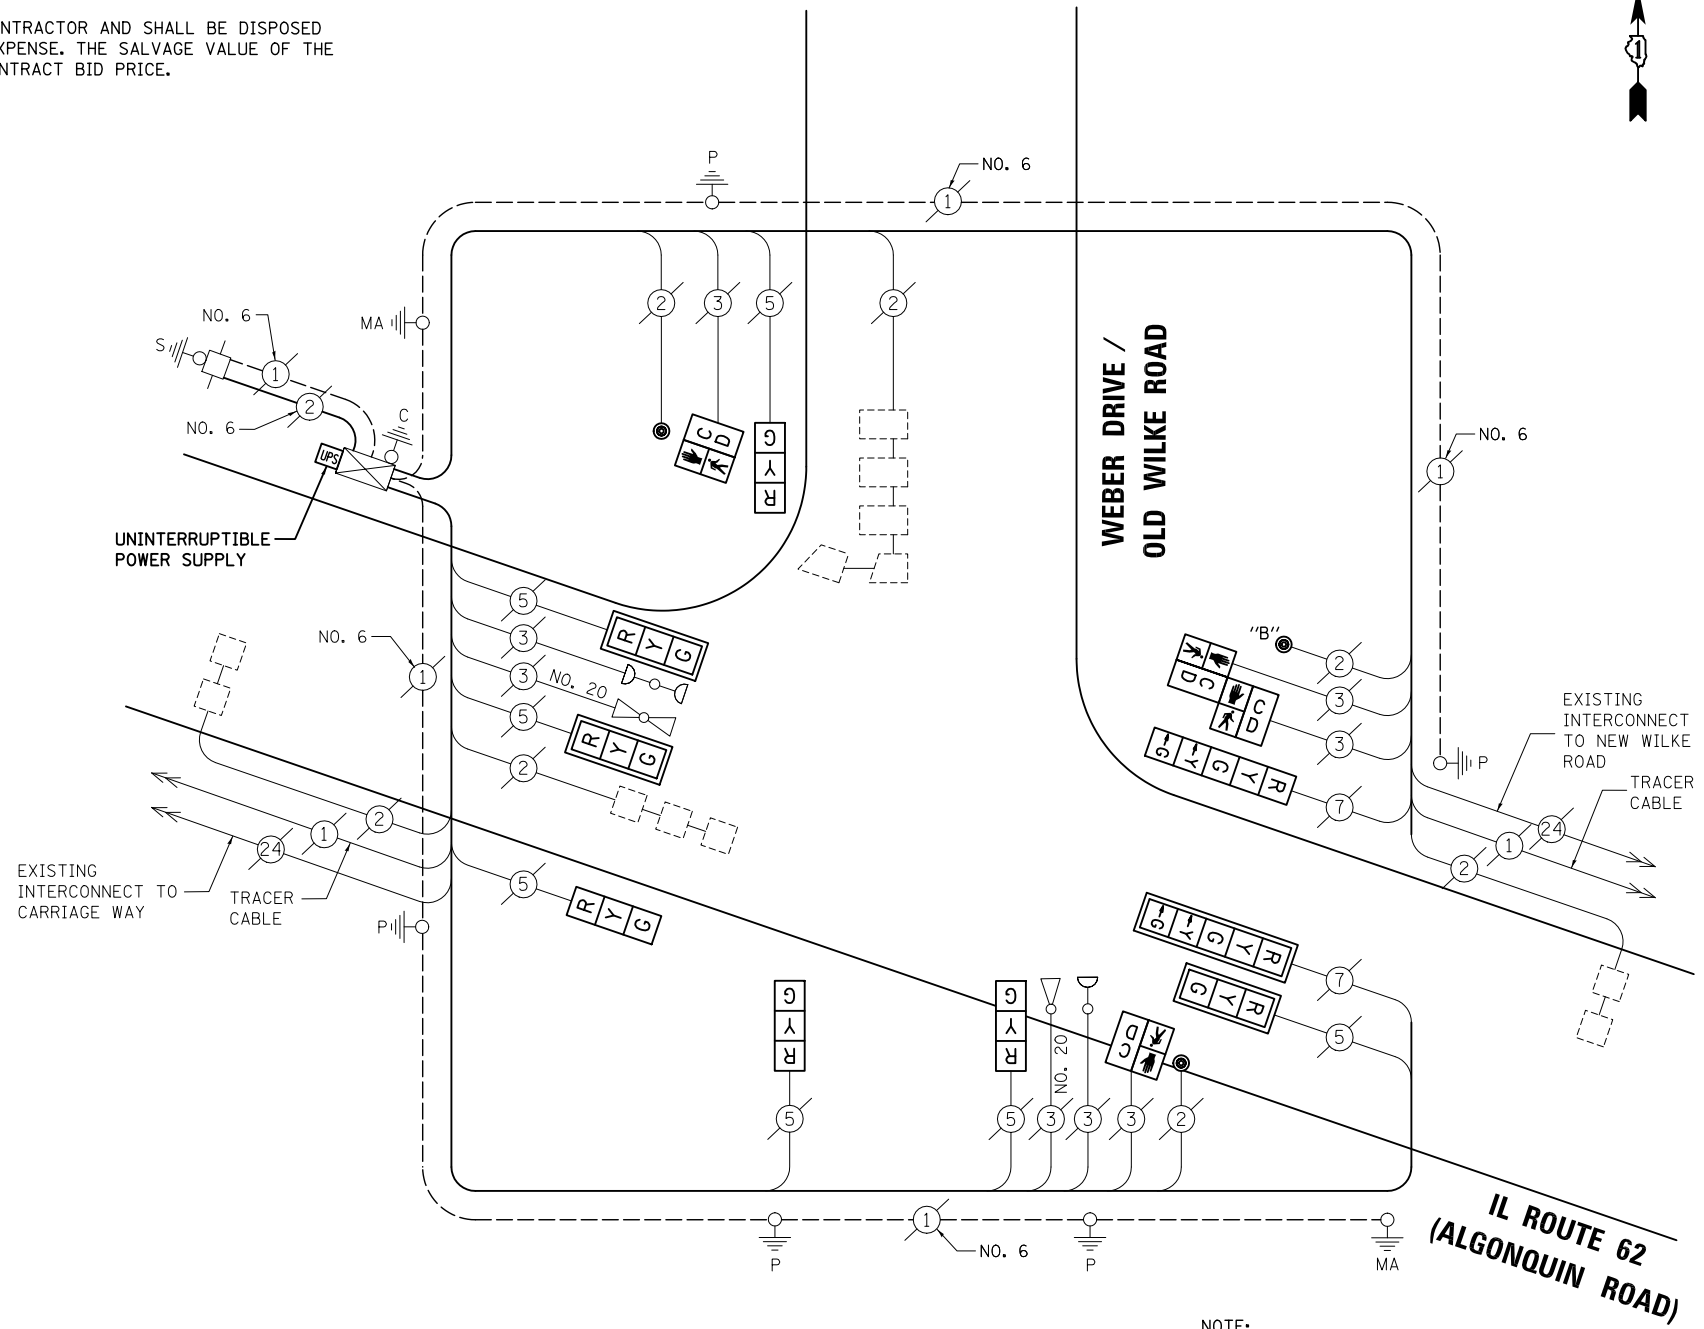 NTRACTOR AND SHALL BE DISPOSED
XPENSE. THE SALVAGE VALUE OF THE
NTRACT BID PRICE.
1
P
NO. 6
1
NO. 6
S
1
2
NO. 6
MA
C
UPS
UNINTERRUPTIBLE
POWER SUPPLY
2
3
5
2
C
D
G
Y
R
WEBER DRIVE /
OLD WILKE ROAD
NO. 6
1
5
R Y G
3
3
NO. 20
NO. 6
1
5
R Y G
2
"B"
2
3
C D
C
D
3
G Y G Y R
7
EXISTING
INTERCONNECT
TO NEW WILKE
ROAD
P
TRACER
CABLE
24
1
2
2
1
24
EXISTING
INTERCONNECT TO
CARRIAGE WAY
TRACER
CABLE
P
5
R Y G
G Y G Y R
7
G Y R
5
G
Y
R
5
G
Y
R
5
NO. 20
3
3
C D
3
2
P
1
NO. 6
P
MA
IL ROUTE 62
(ALGONQUIN ROAD)
NOTE: